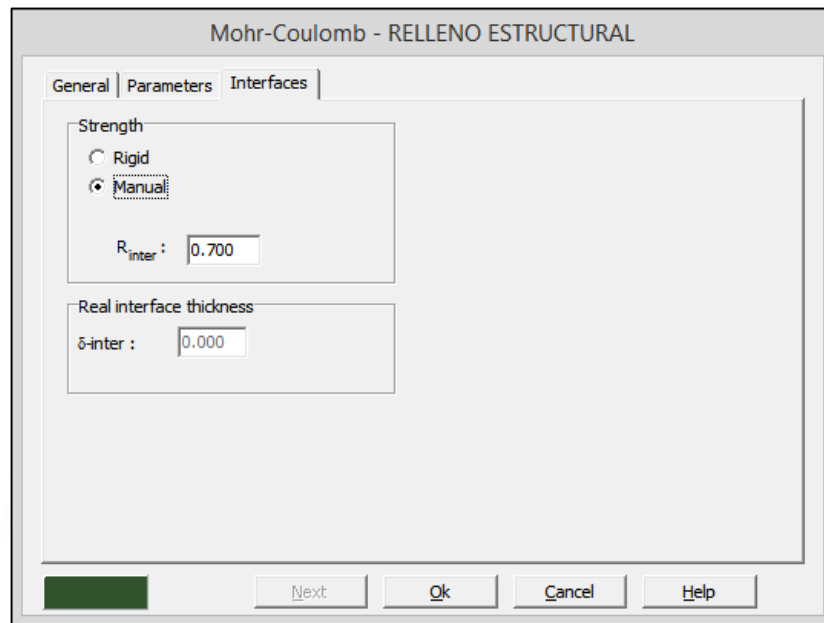 Mohr-Coulomb - RELLENO ESTRUCTURAL
General Parameters Interfaces
Strength
Rigid
Manual
Rinter : 0.700
Real interface thickness
δ-inter : 0.000
Next Ok Cancel Help